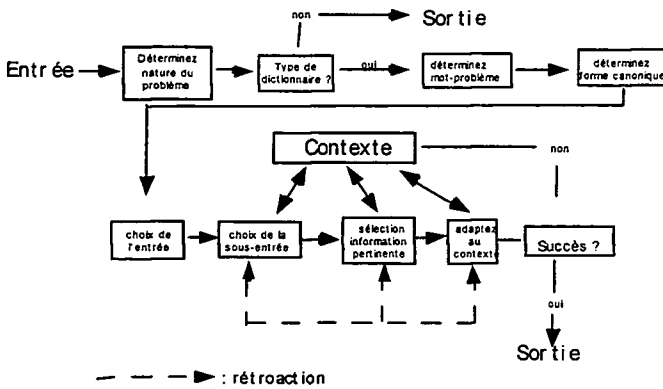 non
Sortie
Entrée
Déterminez
nature du
problème
Type de
dictionnaire ?
oui
déterminez
mot-problème
déterminez
forme canonique
Contexte
non
choix de
l'entrée
choix de la
sous-entrée
sélection
information
pertinente
adaptez
au
contexte
Succès ?
oui
Sortie
: rétroaction